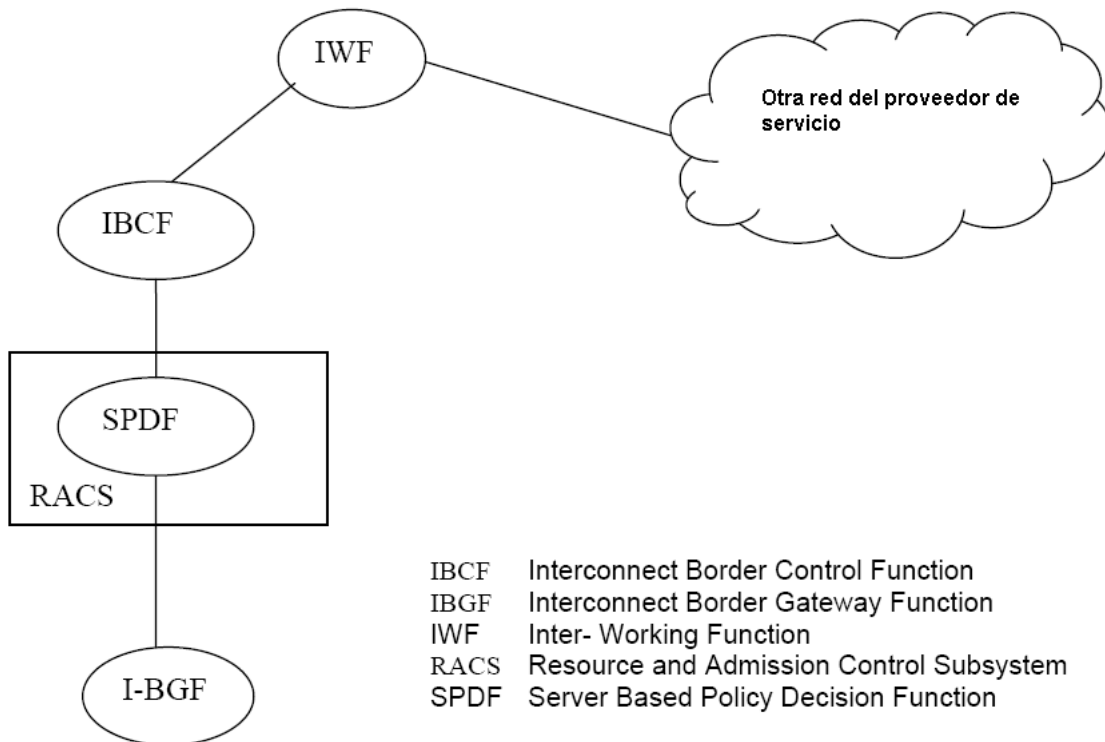 IWF
Otra red del proveedor de
servicio
IBCF
SPDF
RACS
I-BGF
IBCF Interconnect Border Control Function
IBGF Interconnect Border Gateway Function
IWF Inter- Working Function
RACS Resource and Admission Control Subsystem
SPDF Server Based Policy Decision Function